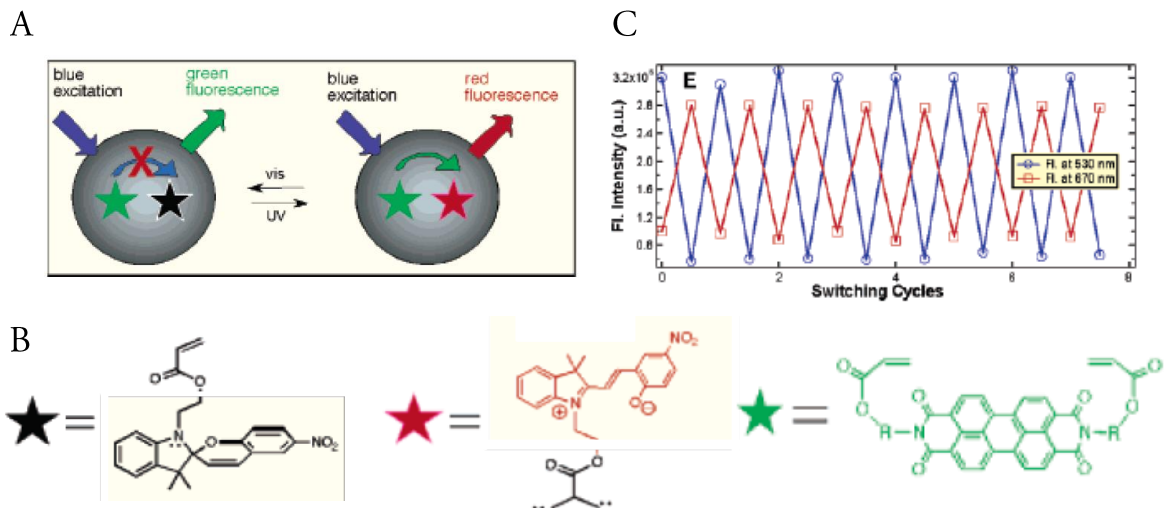 A
blue
excitation
green
fluorescence
blue
excitation
red
fluorescence
X
vis
UV
C
E
Fl. Intensity (a.u.)
3.2x10⁶
2.8
2.4
2.0
1.6
1.2
0.8
Fl. at 530 nm
Fl. at 670 nm
0
2
4
6
8
Switching Cycles
B
=
O
O
N
O
NO₂
=
NO₂
N
⊕
O
⊖
O
O
=
O
O
R
N
O
O
O
O
N
R
O
O